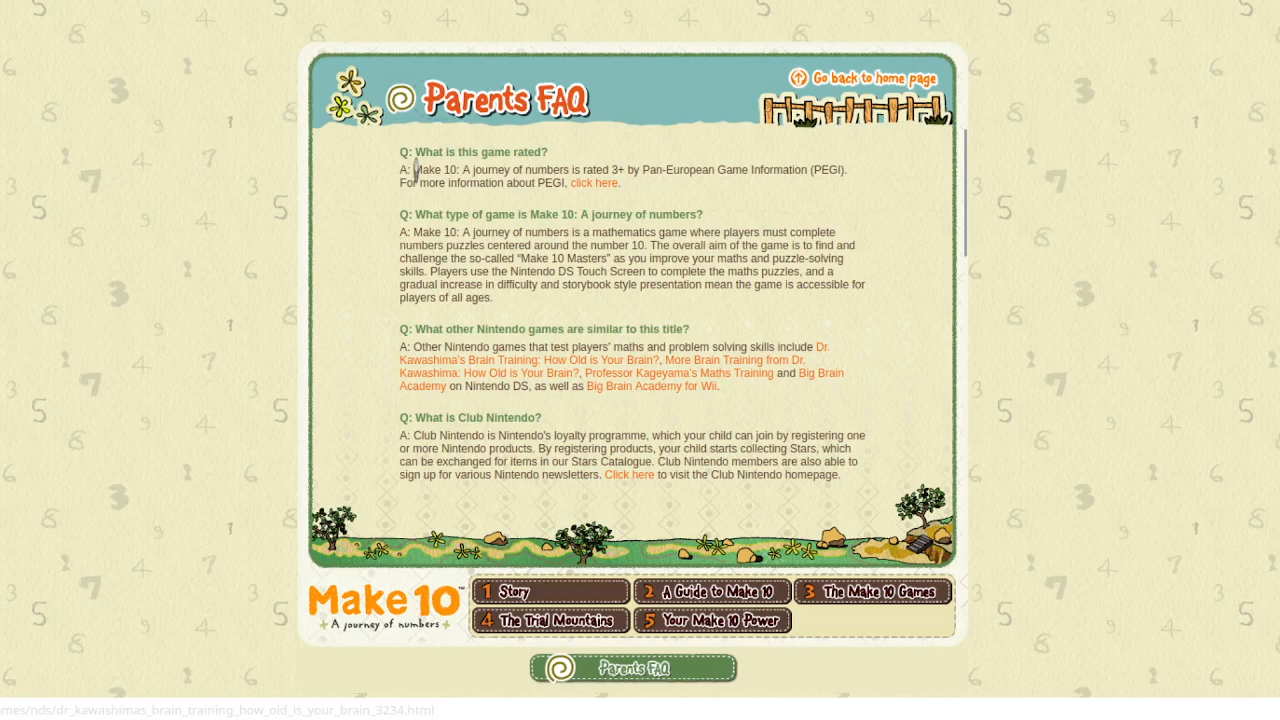 Go back to home page
Parents FAQ
Q: What is this game rated?
A: Make 10: A journey of numbers is rated 3+ by Pan-European Game Information (PEGI).
For more information about PEGI, click here.
Q: What type of game is Make 10: A journey of numbers?
A: Make 10: A journey of numbers is a mathematics game where players must complete
numbers puzzles centered around the number 10. The overall aim of the game is to find and
challenge the so-called “Make 10 Masters” as you improve your maths and puzzle-solving
skills. Players use the Nintendo DS Touch Screen to complete the maths puzzles, and a
gradual increase in difficulty and storybook style presentation mean the game is accessible for
players of all ages.
Q: What other Nintendo games are similar to this title?
A: Other Nintendo games that test players' maths and problem solving skills include Dr.
Kawashima's Brain Training: How Old is Your Brain?, More Brain Training from Dr.
Kawashima: How Old is Your Brain?, Professor Kageyama's Maths Training and Big Brain
Academy on Nintendo DS, as well as Big Brain Academy for Wii.
Q: What is Club Nintendo?
A: Club Nintendo is Nintendo's loyalty programme, which your child can join by registering one
or more Nintendo products. By registering products, your child starts collecting Stars, which
can be exchanged for items in our Stars Catalogue. Club Nintendo members are also able to
sign up for various Nintendo newsletters. Click here to visit the Club Nintendo homepage.
Make 10™
A journey of numbers
1 Story
2 A Guide to Make 10
3 The Make 10 Games
4 The Trial Mountains
5 Your Make 10 Power
Parents FAQ
ames/nds/dr_kawashimas_brain_training_how_old_is_your_brain_3234.html